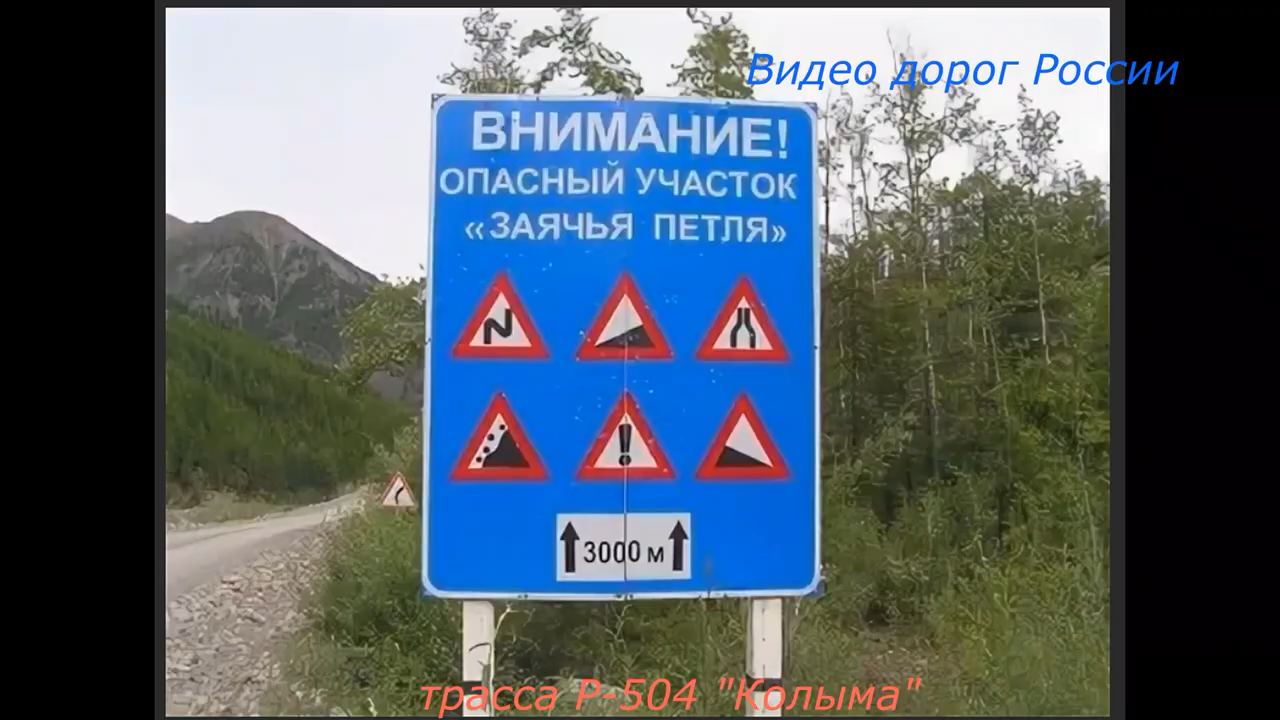 Видео дорог России
ВНИМАНИЕ!
ОПАСНЫЙ УЧАСТОК
«ЗАЯЧЬЯ ПЕТЛЯ»
3000 м
трасса Р-504 "Колыма"